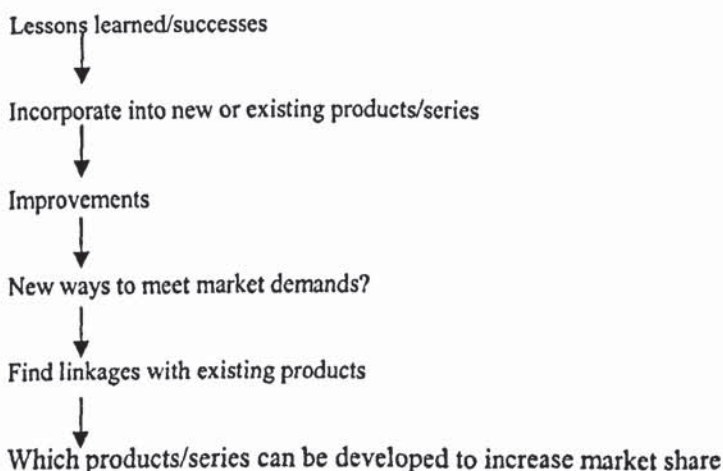 Lessons learned/successes
Incorporate into new or existing products/series
Improvements
New ways to meet market demands?
Find linkages with existing products
Which products/series can be developed to increase market share